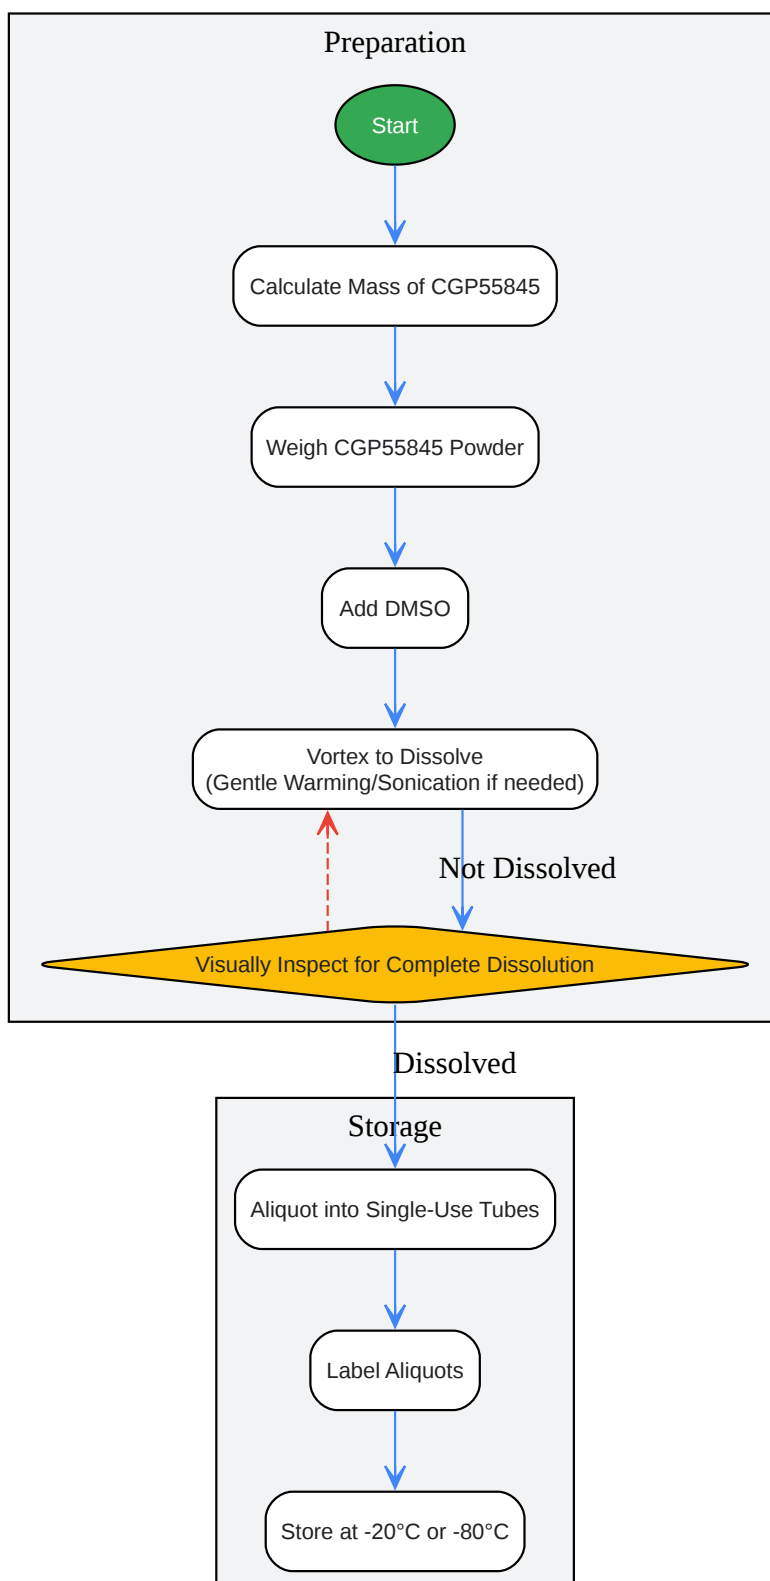 Preparation
Start
Calculate Mass of CGP55845
Weigh CGP55845 Powder
Add DMSO
Vortex to Dissolve
(Gentle Warming/Sonication if needed)
Not Dissolved
Visually Inspect for Complete Dissolution
Dissolved
Storage
Aliquot into Single-Use Tubes
Label Aliquots
Store at -20°C or -80°C